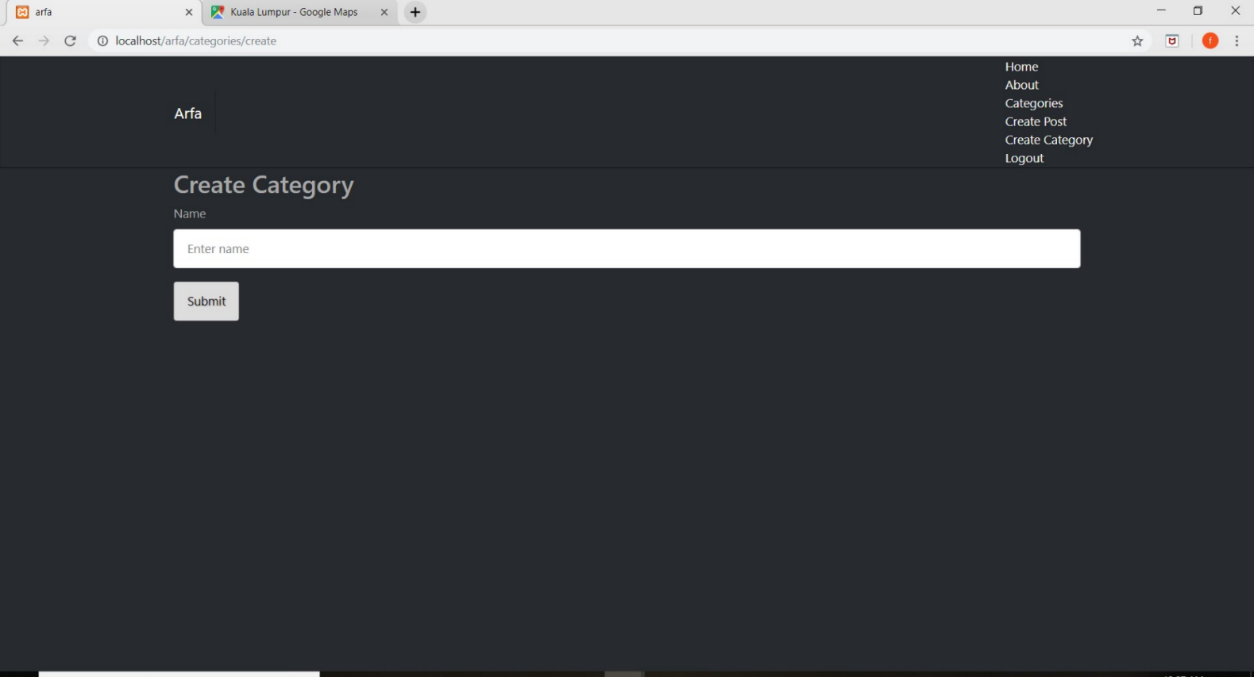 arfa
Kuala Lumpur - Google Maps
localhost/arfa/categories/create
f
Arfa
Home
About
Categories
Create Post
Create Category
Logout
Create Category
Name
Enter name
Submit